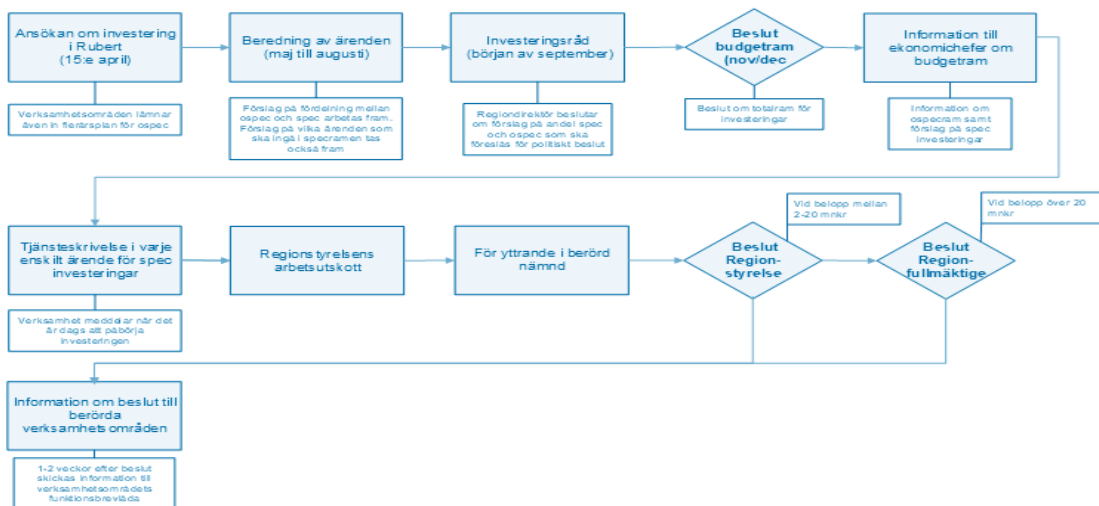 Ansökan om investering
i Rubert
(15:e april)
Beredning av ärenden
(maj till augusti)
Investeringsråd
(början av september)
Beslut
budgetram
(nov/dec
Information till
ekonomichefer om
budgetram
Verksamhetsområden lämnar
även in flerårsplan för ospec
Förslag på fördelning mellan
ospec och spec arbetas fram.
Förslag på vilka ärenden som
ska ingå i specramen tas
också fram
Regiondirektör beslutar
om förslag på andel spec
och ospec som ska
föreslås för politiskt beslut
Beslut om totalram för
investeringar
Information om
ospecram samt
förslag på spec
investeringar
Vid belopp mellan
2-20 mnkr
Vid belopp över 20
mnkr
Tjänsteskrivelse i varje
enskilt ärende för spec
investeringar
Regionstyrelsens
arbetsutskott
För yttrande i berörd
nämnd
Beslut
Region-
styrelse
Beslut
Region-
fullmäktige
Verksamhet meddelar när det
är dags att påbörja
investeringen
Information om beslut till
berörda
verksamhetsområden
1-2 veckor efter beslut
skickas information till
verksamhetsområdets
funktionsbrevlåda